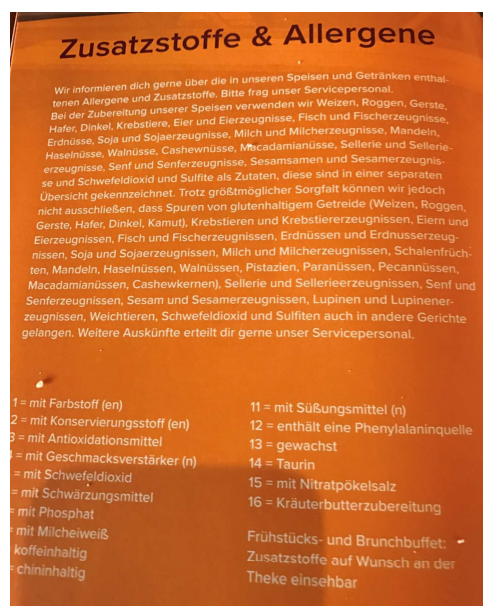 Zusatzstoffe & Allergene
Wir informieren dich gerne über die in unseren Speisen und Getränken enthal-
tenen Allergene und Zusatzstoffe. Bitte frag unser Servicepersonal.
Bei der Zubereitung unserer Speisen verwenden wir Weizen, Roggen, Gerste,
Hafer, Dinkel, Krebstiere, Eier und Eierzeugnisse, Fisch und Fischerzeugnisse,
Erdnüsse, Soja und Sojaerzeugnisse, Milch und Milcherzeugnisse, Mandeln,
Haselnüsse, Walnüsse, Cashewnüsse, Macadamianüsse, Sellerie und Sellerie-
erzeugnisse, Senf und Senferzeugnisse, Sesamsamen und Sesamerzeugnis-
se und Schwefeldioxid und Sulfite als Zutaten, diese sind in einer separaten
Übersicht gekennzeichnet. Trotz größtmöglicher Sorgfalt können wir jedoch
nicht ausschließen, dass Spuren von glutenhaltigem Getreide (Weizen, Roggen,
Gerste, Hafer, Dinkel, Kamut), Krebstieren und Krebstiererzeugnissen, Eiern und
Eierzeugnissen, Fisch und Fischerzeugnissen, Erdnüssen und Erdnusserzeug-
nissen, Soja und Sojaerzeugnissen, Milch und Milcherzeugnissen, Schalenfrüch-
ten, Mandeln, Haselnüssen, Walnüssen, Pistazien, Paranüssen, Pecannüssen,
Macadamianüssen, Cashewkernen), Sellerie und Sellerieerzeugnissen, Senf und
Senferzeugnissen, Sesam und Sesamerzeugnissen, Lupinen und Lupinener-
zeugnissen, Weichtieren, Schwefeldioxid und Sulfiten auch in andere Gerichte
gelangen. Weitere Auskünfte erteilt dir gerne unser Servicepersonal.
1 = mit Farbstoff (en)
2 = mit Konservierungsstoff (en)
3 = mit Antioxidationsmittel
= mit Geschmacksverstärker (n)
= mit Schwefeldioxid
= mit Schwärzungsmittel
= mit Phosphat
= mit Milcheiweiß
koffeinhaltig
= chininhaltig
11 = mit Süßungsmittel (n)
12 = enthält eine Phenylalaninquelle
13 = gewachst
14 = Taurin
15 = mit Nitratpökelsalz
16 = Kräuterbutterzubereitung
Frühstücks- und Brunchbuffet:
Zusatzstoffe auf Wunsch an der
Theke einsehbar